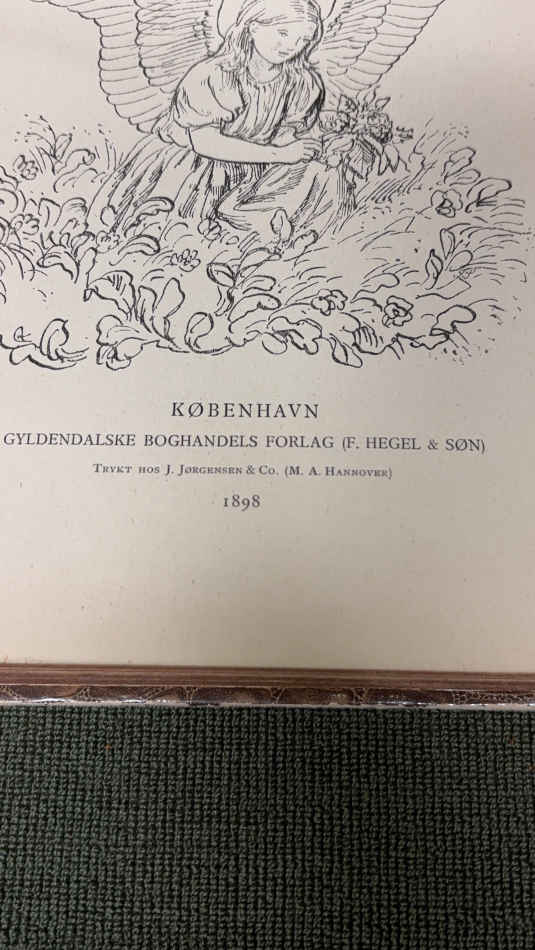 KØBENHAVN
GYLDENDALSKE BOGHANDELS FORLAG (F. HEGEL & SØN)
TRYKT HOS J. JØRGENSEN & CO. (M. A. HANNOVER)
1898